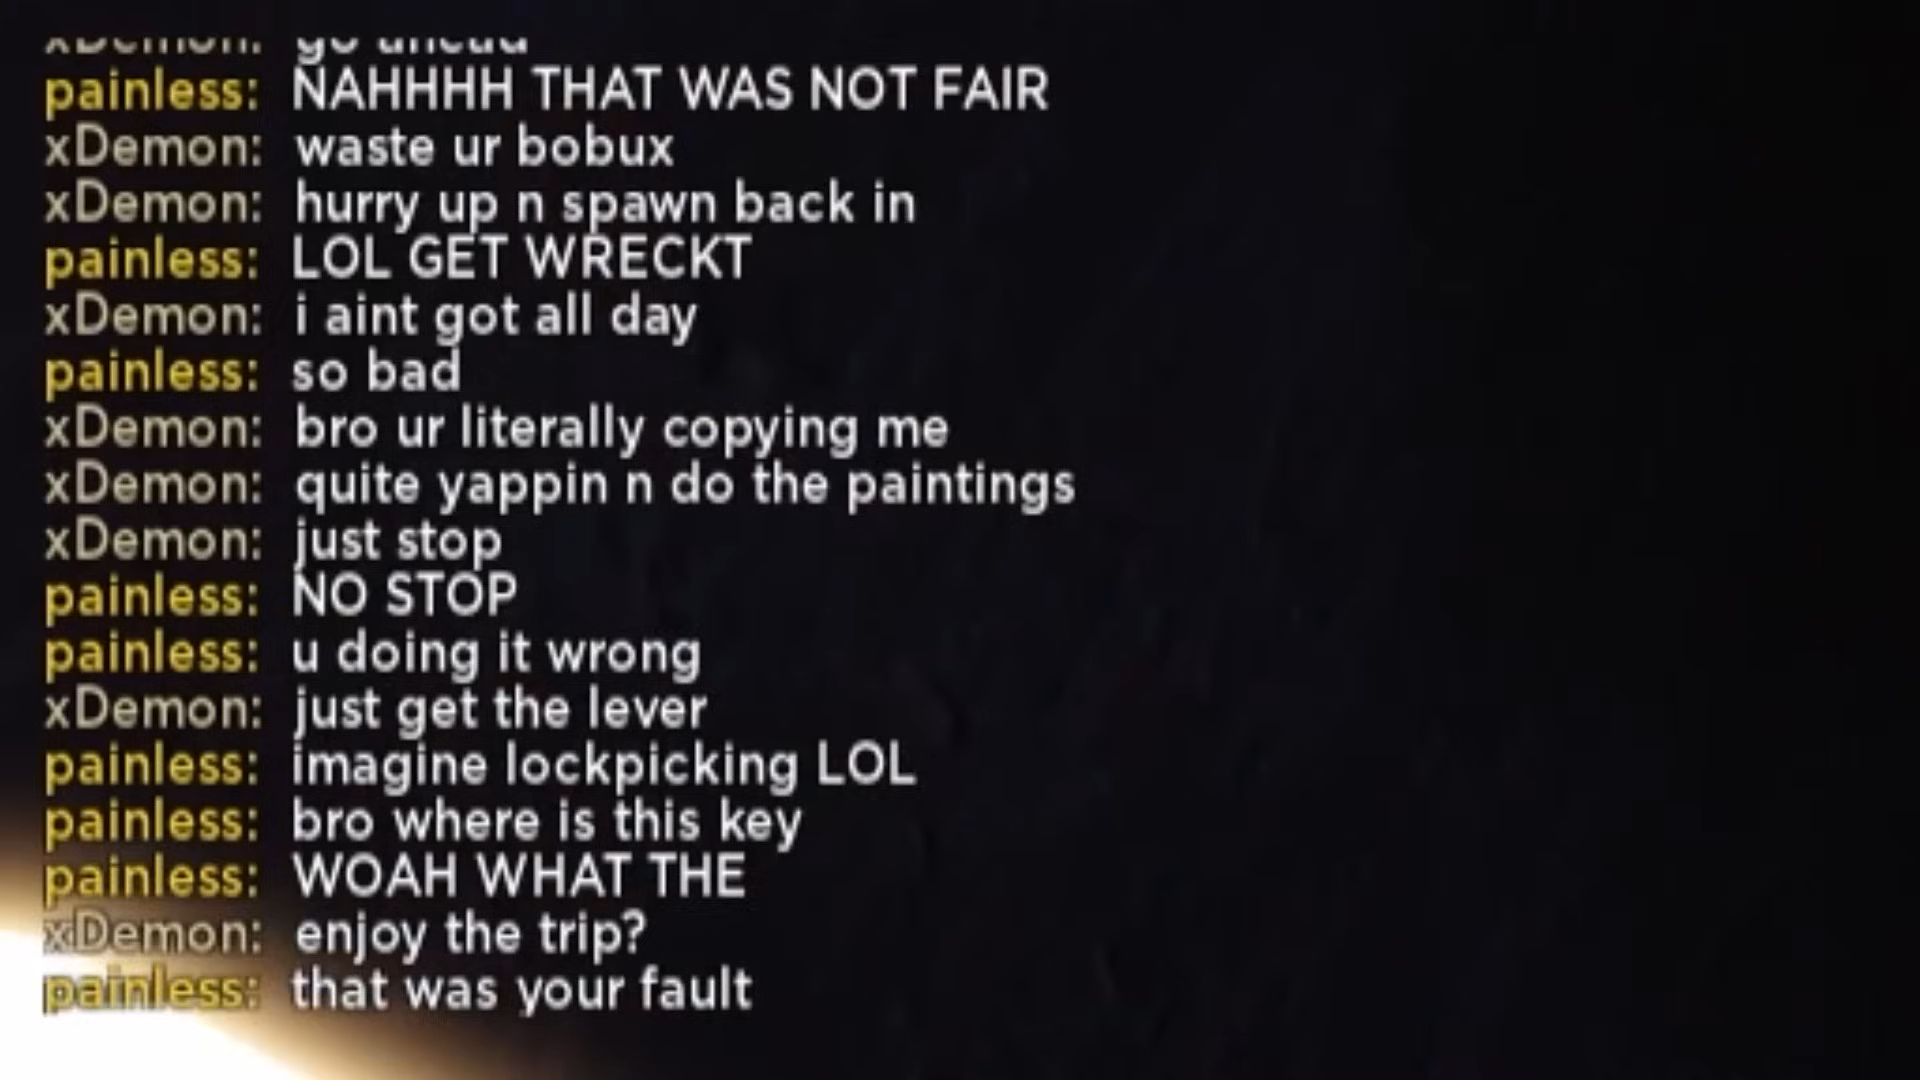 xDemon: go ahead
painless: NAHHHH THAT WAS NOT FAIR
xDemon: waste ur bobux
xDemon: hurry up n spawn back in
painless: LOL GET WRECKT
xDemon: i aint got all day
painless: so bad
xDemon: bro ur literally copying me
xDemon: quite yappin n do the paintings
xDemon: just stop
painless: NO STOP
painless: u doing it wrong
xDemon: just get the lever
painless: imagine lockpicking LOL
painless: bro where is this key
painless: WOAH WHAT THE
xDemon: enjoy the trip?
painless: that was your fault